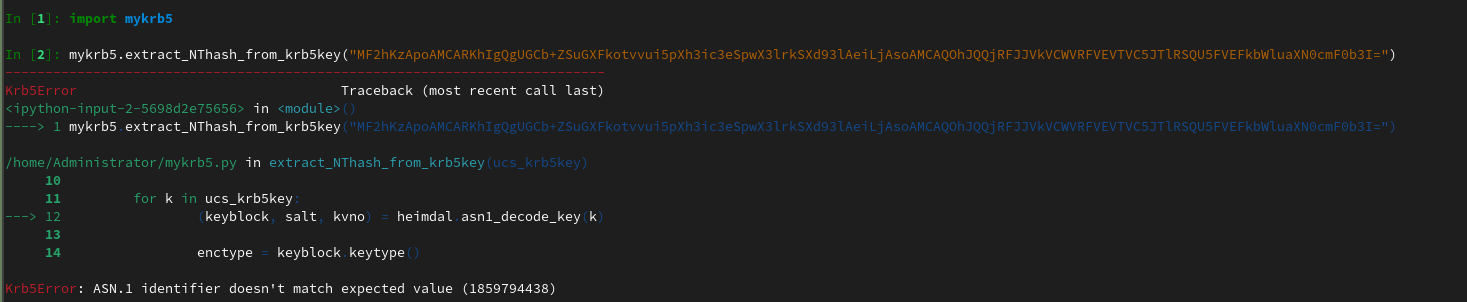 In [1]: import mykrb5
In [2]: mykrb5.extract_NThash_from_krb5key("MF2hKzApoAMCARKhIgQgUGCb+ZSuGXFkotvvui5pXh3ic3eSpwX3lrkSXd93lAeiLjAsoAMCAQOhJQQjRFJJVkVCWVRFVEVTVC5JTlRSQU5FVEFkbWluaXN0cmF0b3I=")
---------------------------------------------------------------------------
Krb5Error Traceback (most recent call last)
<ipython-input-2-5698d2e75656> in <module>()
----> 1 mykrb5.extract_NThash_from_krb5key("MF2hKzApoAMCARKhIgQgUGCb+ZSuGXFkotvvui5pXh3ic3eSpwX3lrkSXd93lAeiLjAsoAMCAQOhJQQjRFJJVkVCWVRFVEVTVC5JTlRSQU5FVEFkbWluaXN0cmF0b3I=")
/home/Administrator/mykrb5.py in extract_NThash_from_krb5key(ucs_krb5key)
10
11 for k in ucs_krb5key:
---> 12 (keyblock, salt, kvno) = heimdal.asn1_decode_key(k)
13
14 enctype = keyblock.keytype()
Krb5Error: ASN.1 identifier doesn't match expected value (1859794438)